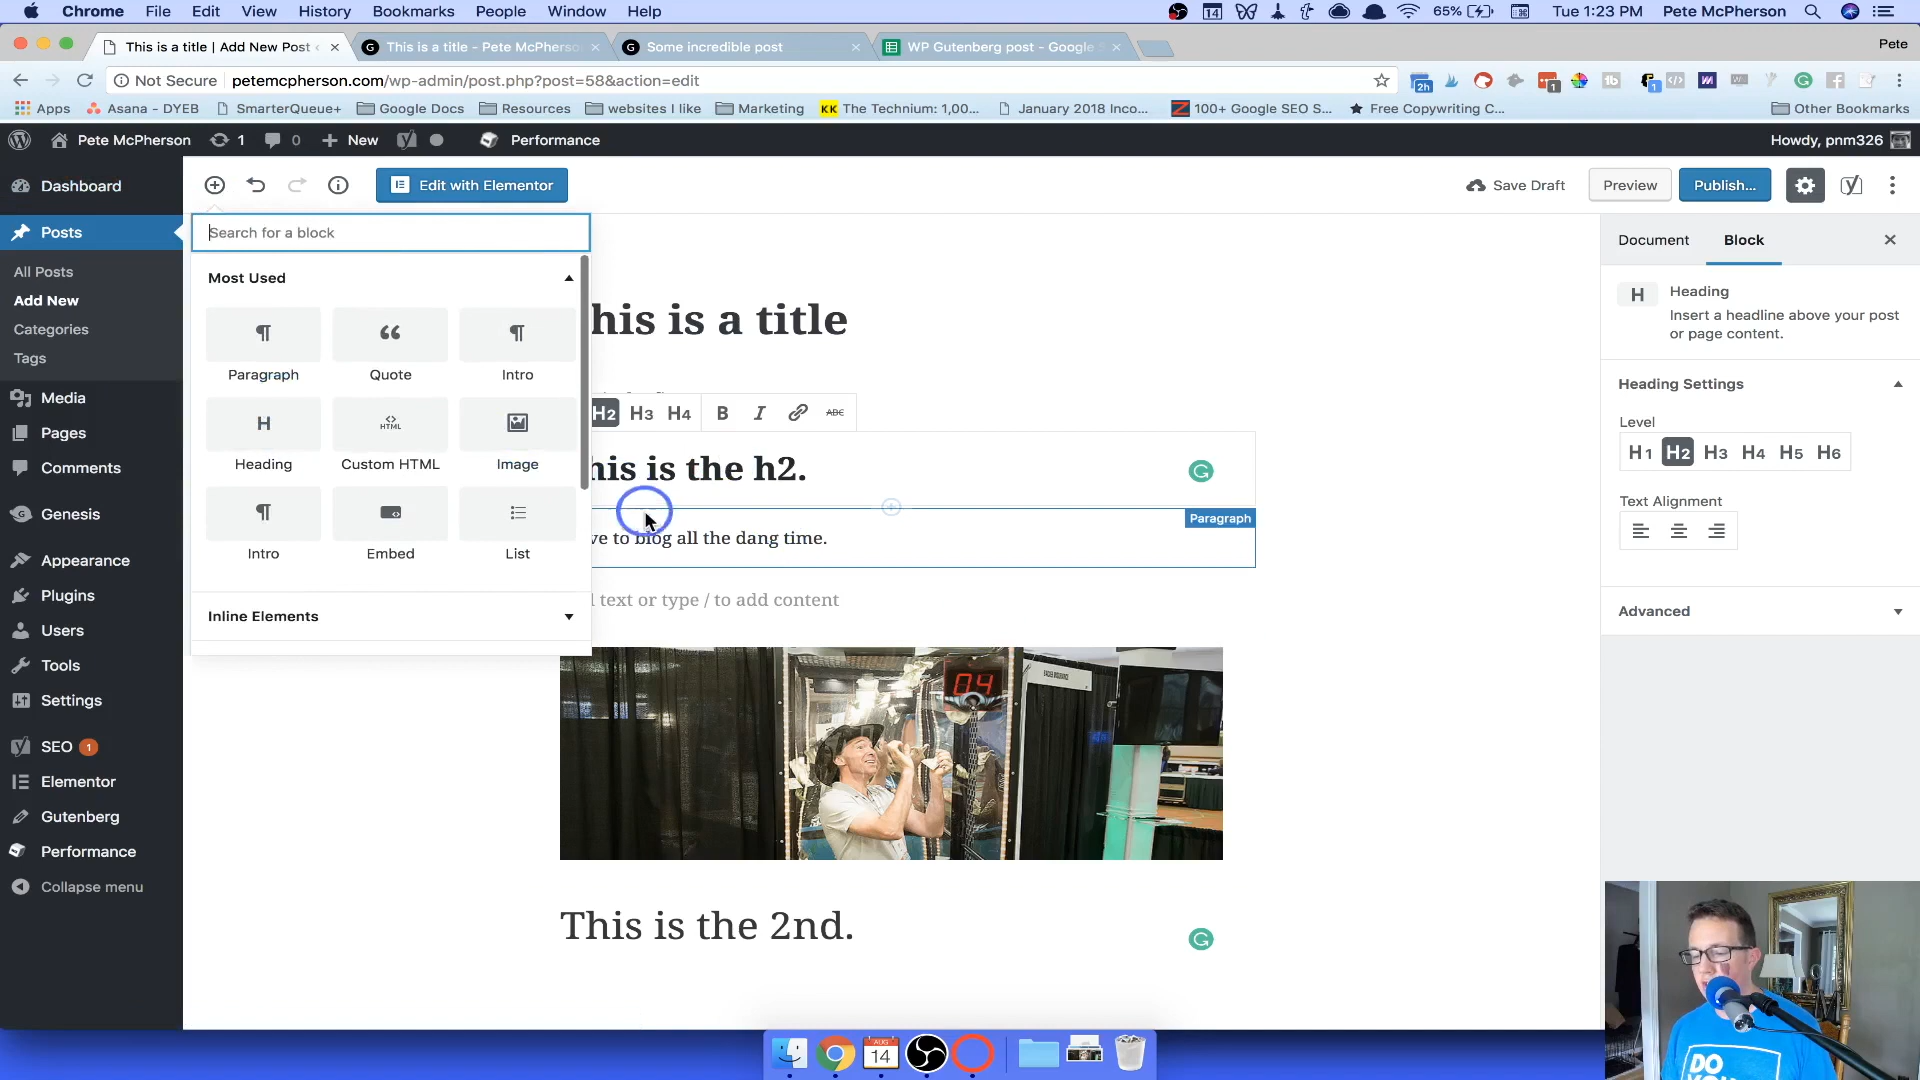 Chrome File Edit View History Bookmarks People Window Help 14 65% Tue 1:23 PM Pete McPherson
This is a title | Add New Post This is a title - Pete McPherso Some incredible post WP Gutenberg post - Google S Pete
Not Secure petemcpherson.com/wp-admin/post.php?post=58&action=edit
Apps Asana - DYEB SmarterQueue+ Google Docs Resources websites I like Marketing KK The Technium: 1,00... January 2018 Inco... 100+ Google SEO S... Free Copywriting C... Other Bookmarks
Pete McPherson 1 0 New Performance Howdy, pnm326
Dashboard
Posts
All Posts
Add New
Categories
Tags
Media
Pages
Comments
Genesis
Appearance
Plugins
Users
Tools
Settings
SEO 1
Elementor
Gutenberg
Performance
Collapse menu
Edit with Elementor Save Draft Preview Publish...
Search for a block
Most Used
Paragraph Quote Intro
H HTML
Heading Custom HTML Image
Intro Embed List
Inline Elements
his is a title
H2 H3 H4 B I ABC
his is the h2.
Paragraph
ve to blog all the dang time.
text or type / to add content
04
This is the 2nd.
Document Block
H Heading
Insert a headline above your post
or page content.
Heading Settings
Level
H1 H2 H3 H4 H5 H6
Text Alignment
Advanced
DO
AUG
14